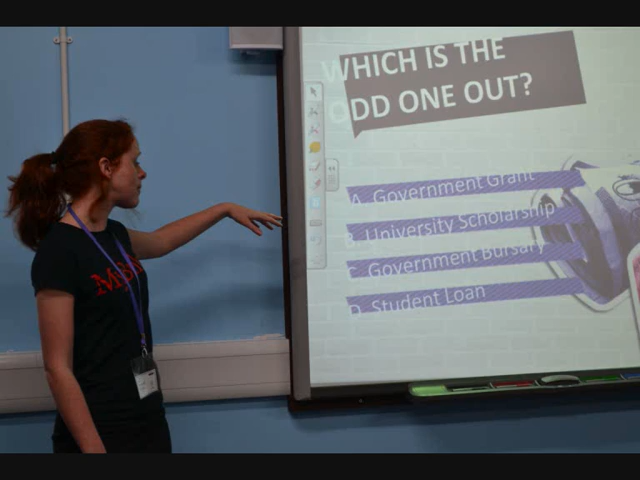 WHICH IS THE
ODD ONE OUT?
A. Government Grant
B. University Scholarship
C. Government Bursary
D. Student Loan